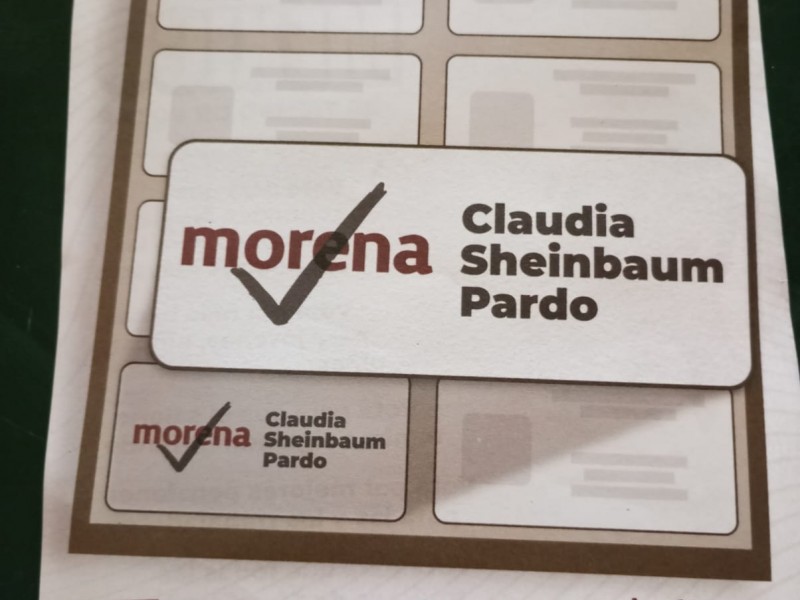 morena
Claudia
Sheinbaum
Pardo
morena
Claudia
Sheinbaum
Pardo